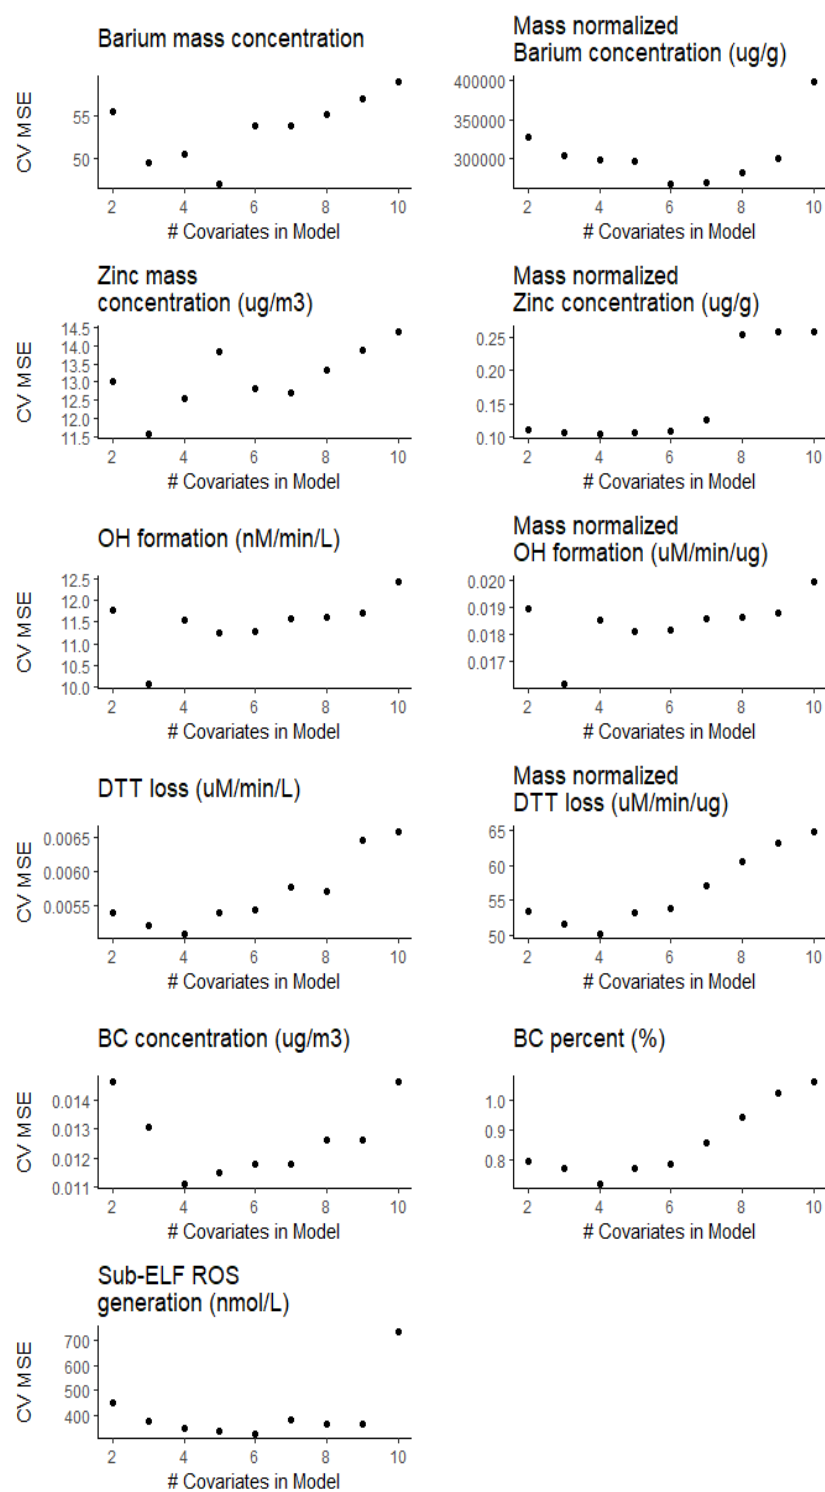 Barium mass concentration
CV MSE
55
50
2 4 6 8 10
# Covariates in Model
Mass normalized
Barium concentration (ug/g)
400000
350000
300000
2 4 6 8 10
# Covariates in Model
Zinc mass
concentration (ug/m3)
CV MSE
14.5
14.0
13.5
13.0
12.5
12.0
11.5
2 4 6 8 10
# Covariates in Model
Mass normalized
Zinc concentration (ug/g)
0.25
0.20
0.15
0.10
2 4 6 8 10
# Covariates in Model
OH formation (nM/min/L)
CV MSE
12.5
12.0
11.5
11.0
10.5
10.0
2 4 6 8 10
# Covariates in Model
Mass normalized
OH formation (uM/min/ug)
0.020
0.019
0.018
0.017
2 4 6 8 10
# Covariates in Model
DTT loss (uM/min/L)
CV MSE
0.0065
0.0060
0.0055
2 4 6 8 10
# Covariates in Model
Mass normalized
DTT loss (uM/min/ug)
65
60
55
50
2 4 6 8 10
# Covariates in Model
BC concentration (ug/m3)
CV MSE
0.014
0.013
0.012
0.011
2 4 6 8 10
# Covariates in Model
BC percent (%)
1.0
0.9
0.8
2 4 6 8 10
# Covariates in Model
Sub-ELF ROS
generation (nmol/L)
CV MSE
700
600
500
400
2 4 6 8 10
# Covariates in Model